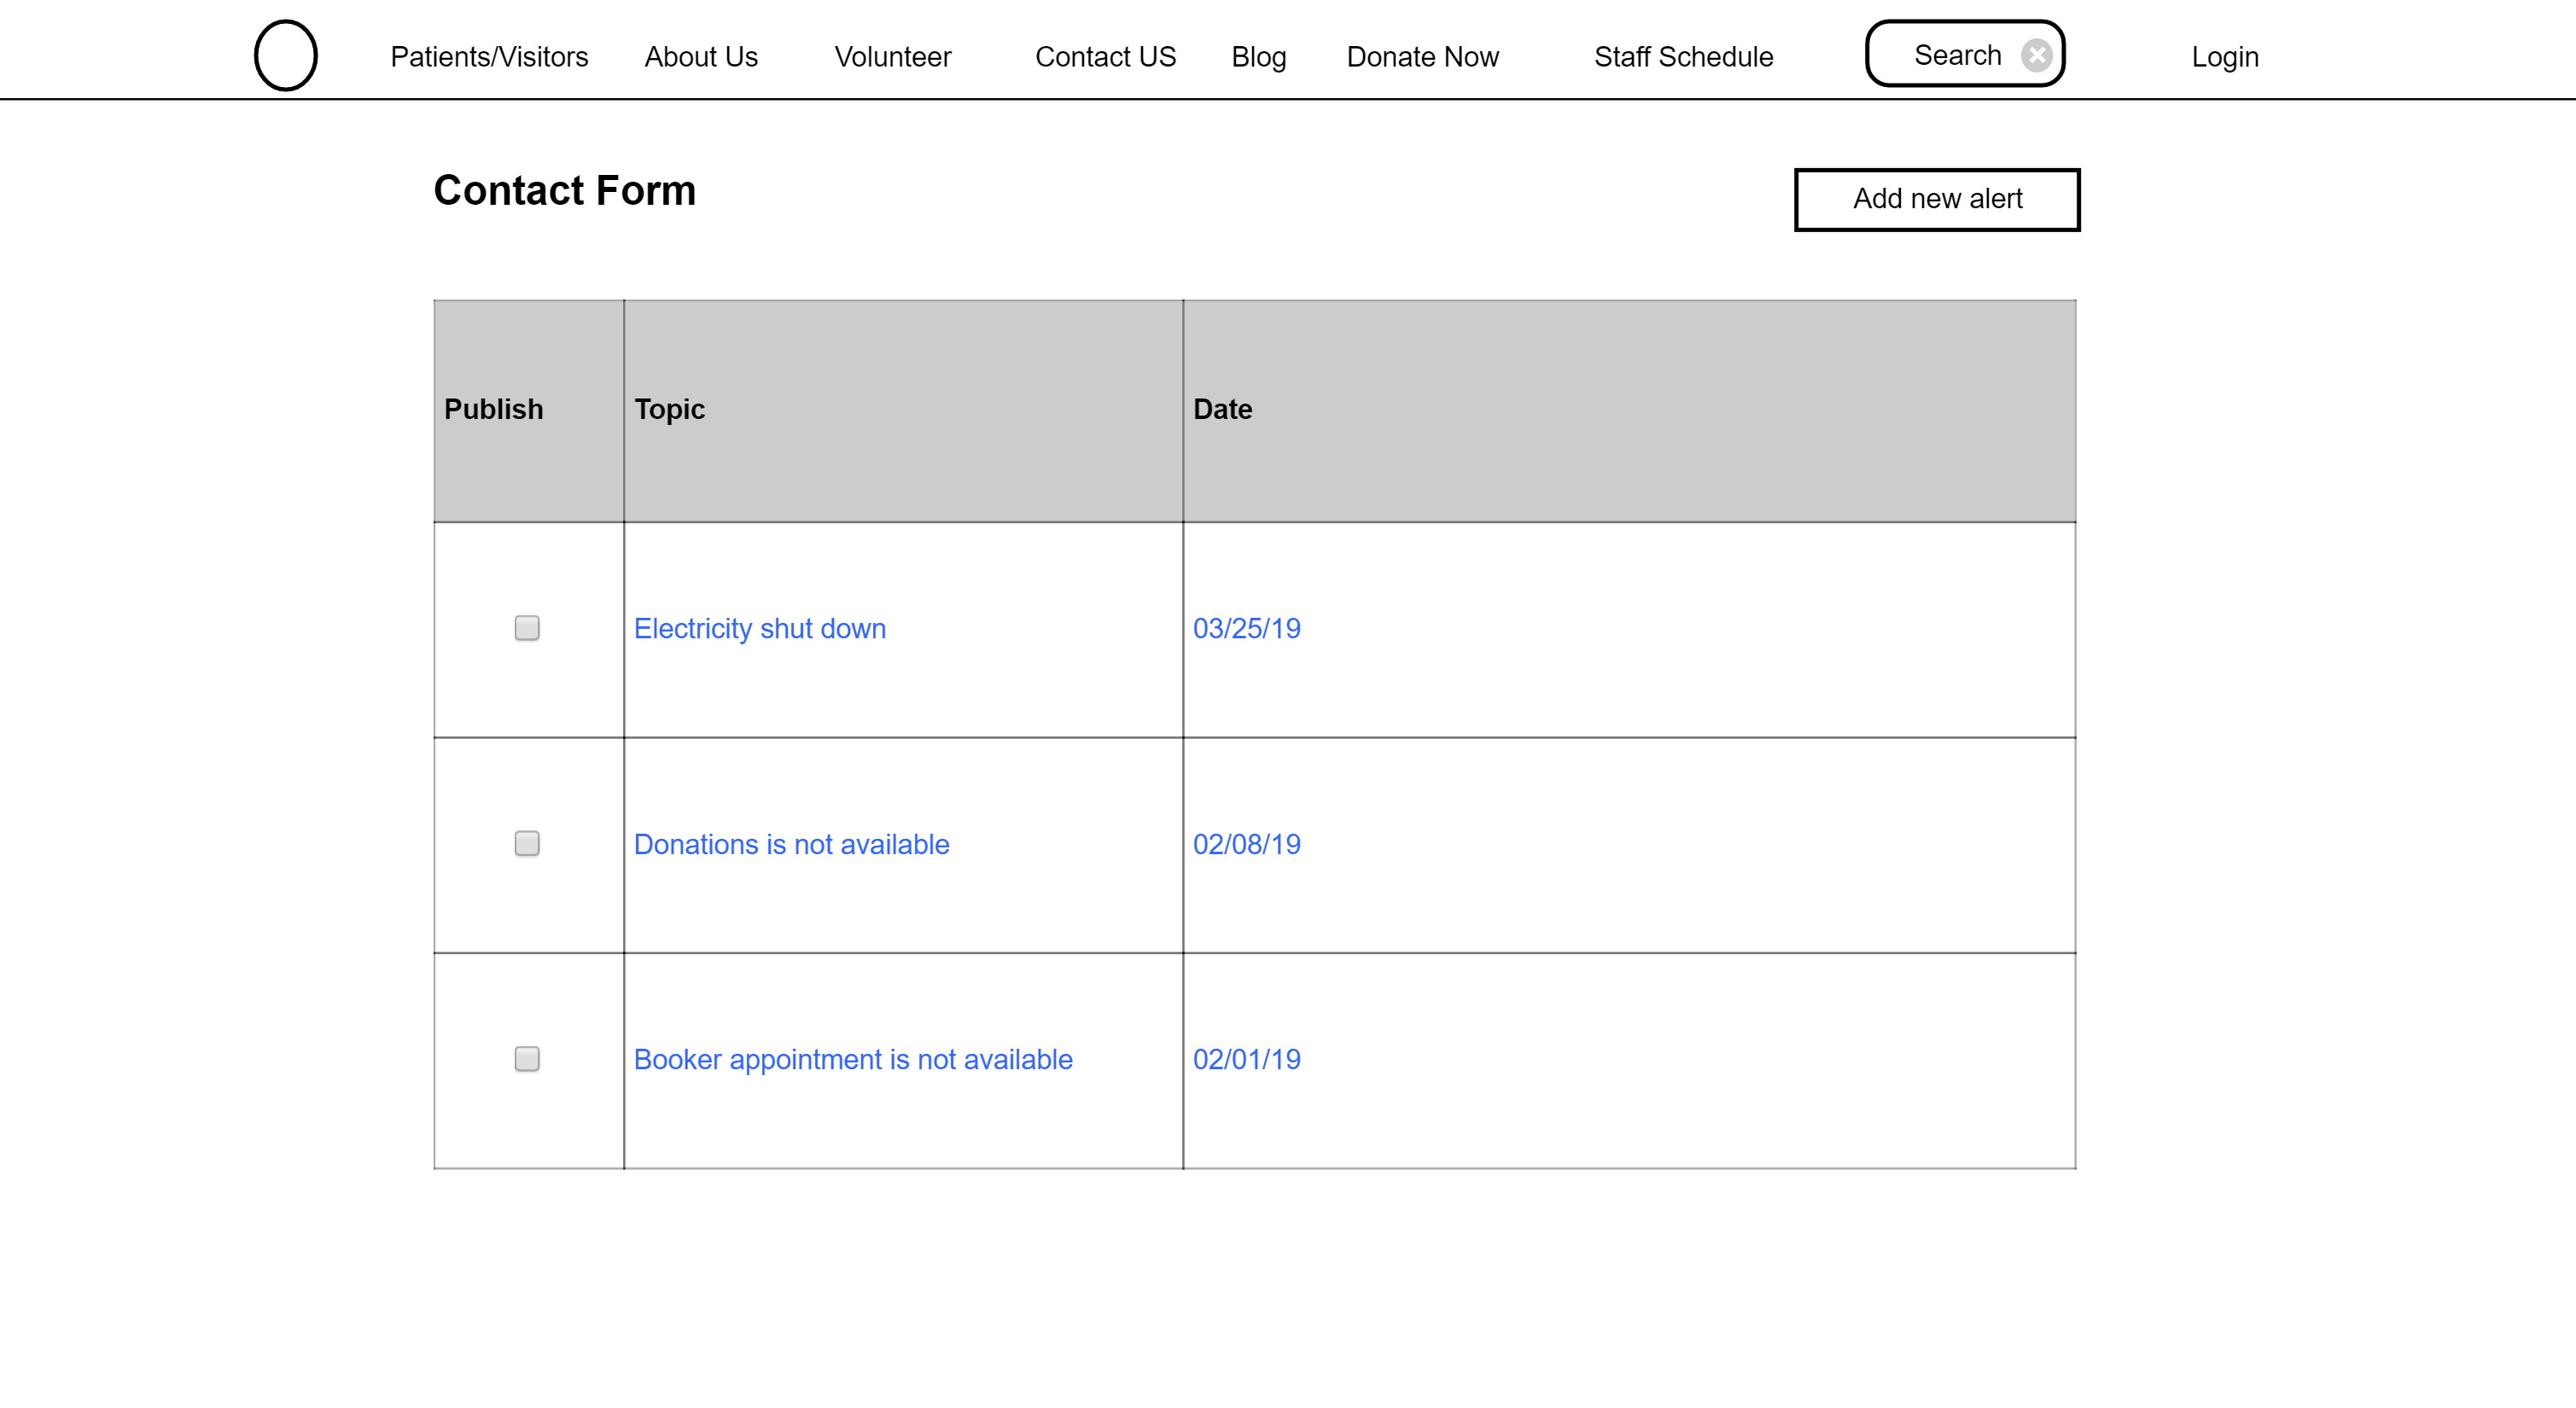 Patients/Visitors About Us Volunteer Contact US Blog Donate Now Staff Schedule Search Login
Contact Form
Add new alert
Publish Topic Date
Electricity shut down 03/25/19
Donations is not available 02/08/19
Booker appointment is not available 02/01/19